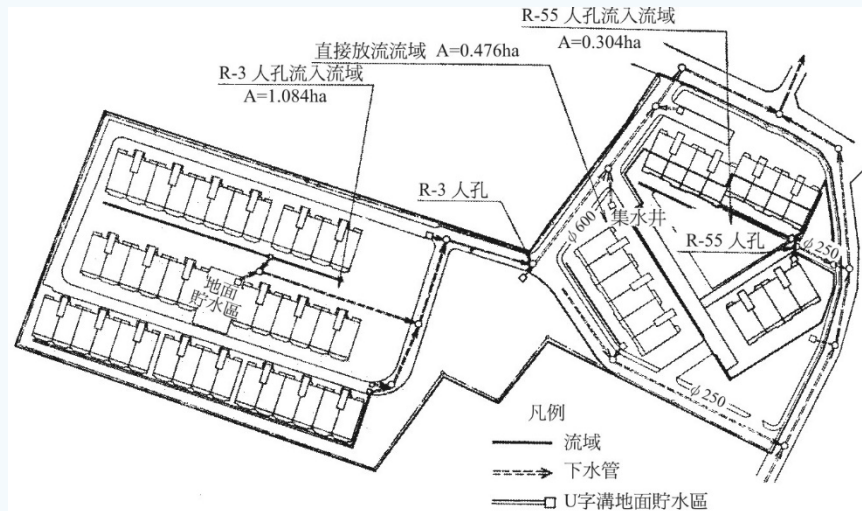 R-55 人孔流入流域
A=0.304ha
直接放流流域 A=0.476ha
R-3 人孔流入流域
A=1.084ha
R-3 人孔
φ600
集水井
R-55 人孔
φ250
地面
貯水區
φ250
凡例
流域
下水管
U字溝地面貯水區